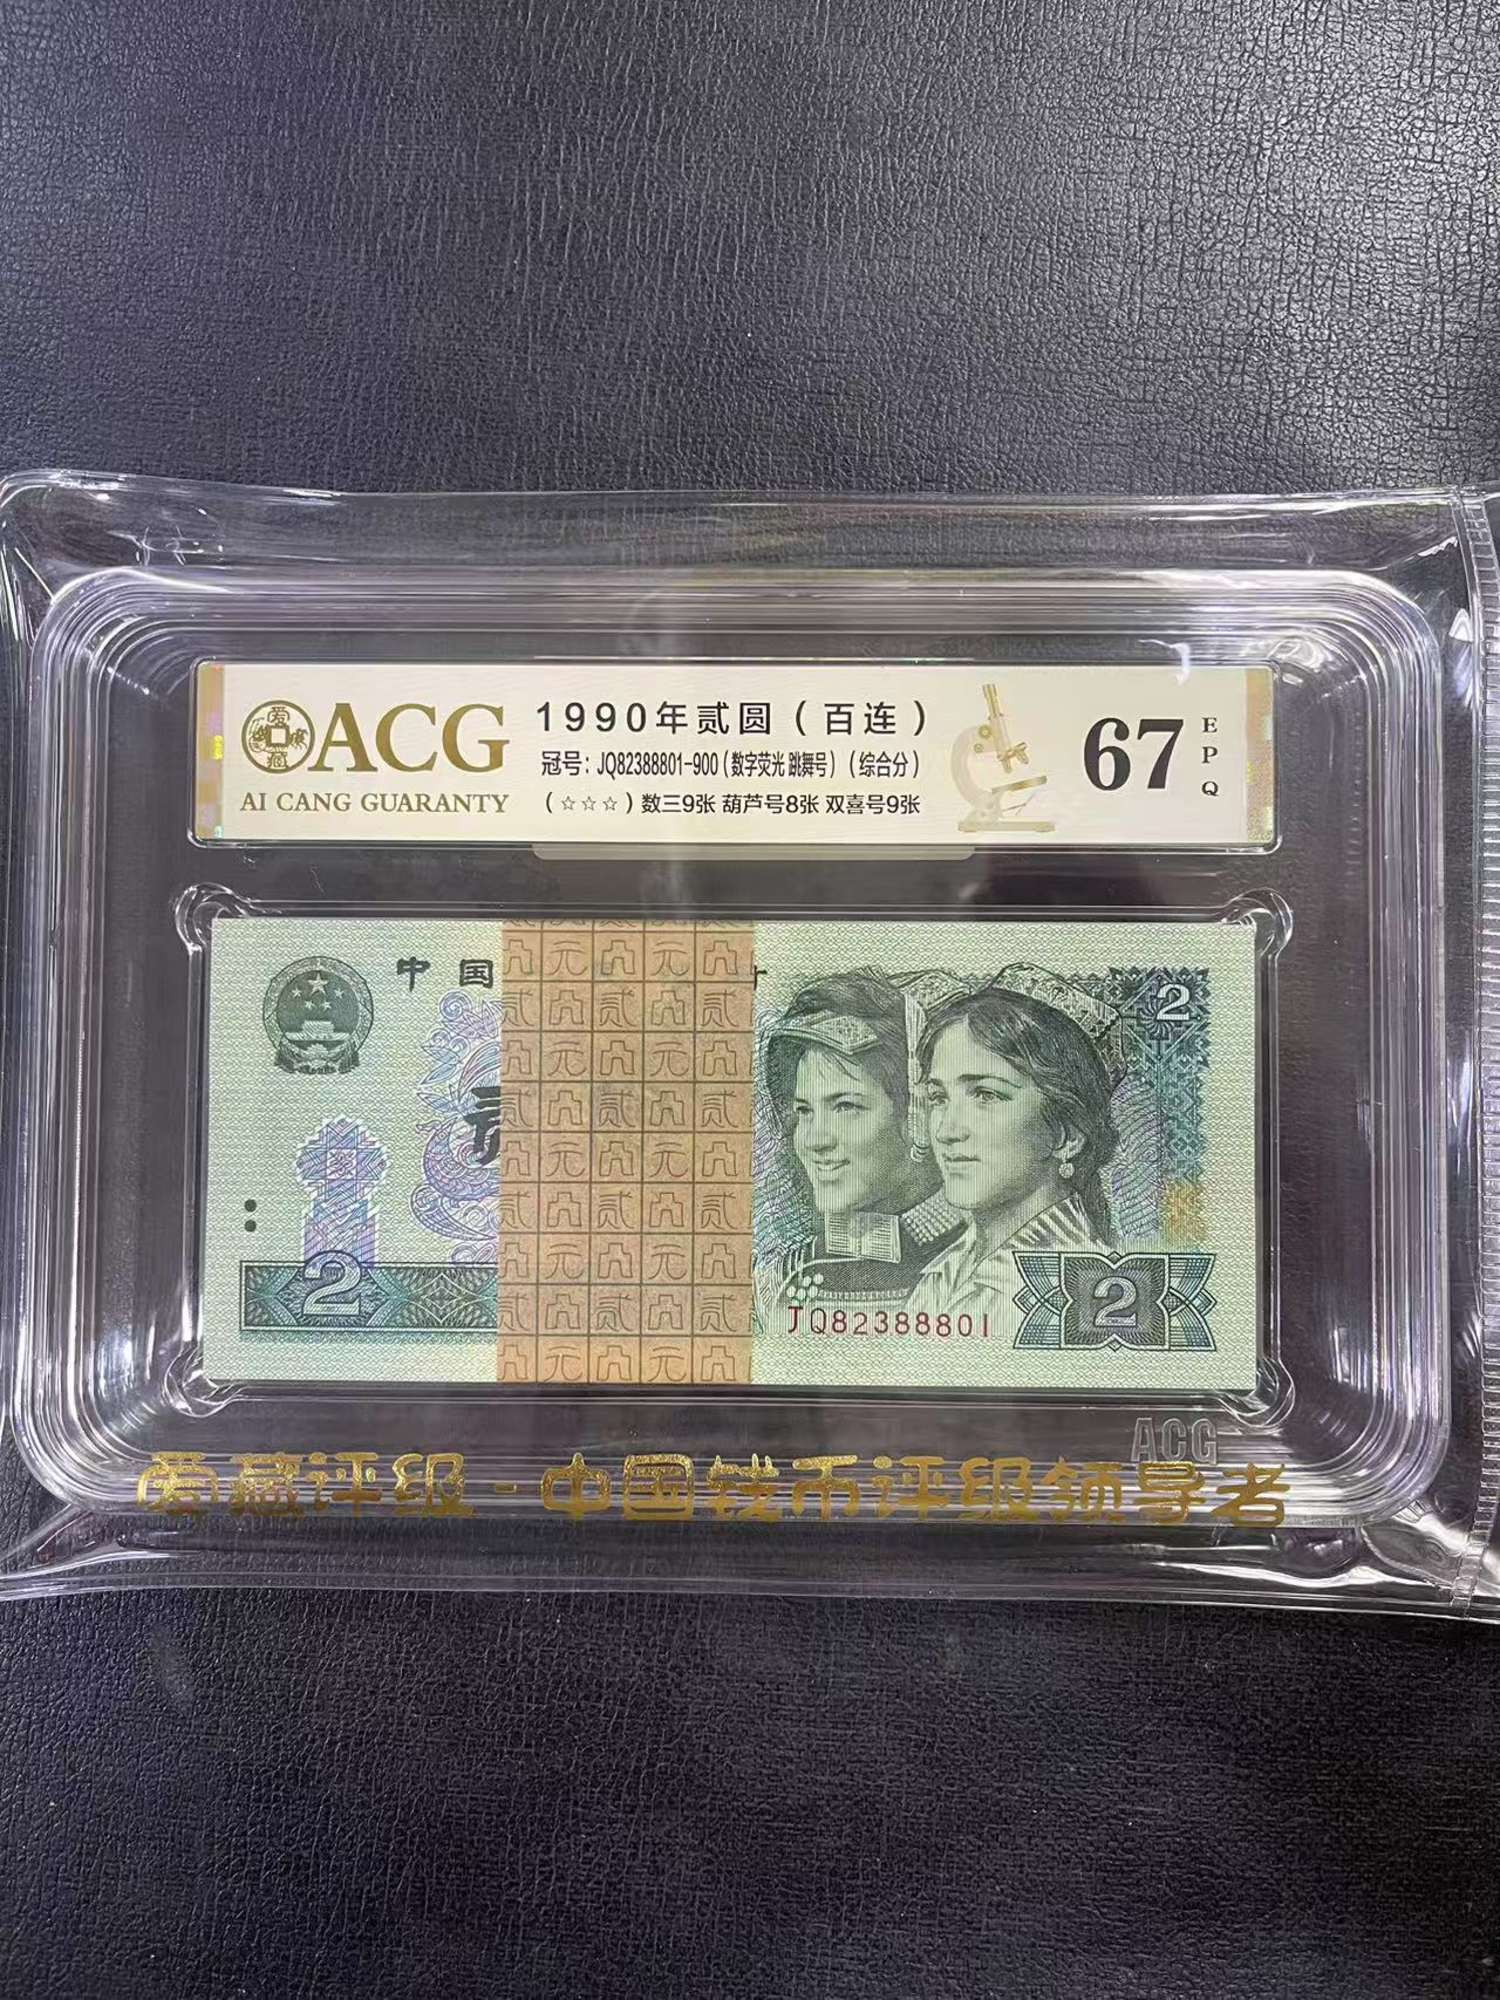 ACG
AI CANG GUARANTY
1990年贰圆（百连）
冠号：JQ82388801-900（数字荧光 跳舞号）（综合分）
（☆☆☆）数三9张 葫芦号8张 双喜号9张
67
EPQ
中国
2
2
2
JQ82388801
ACG
爱藏评级-中国钱币评级领导者